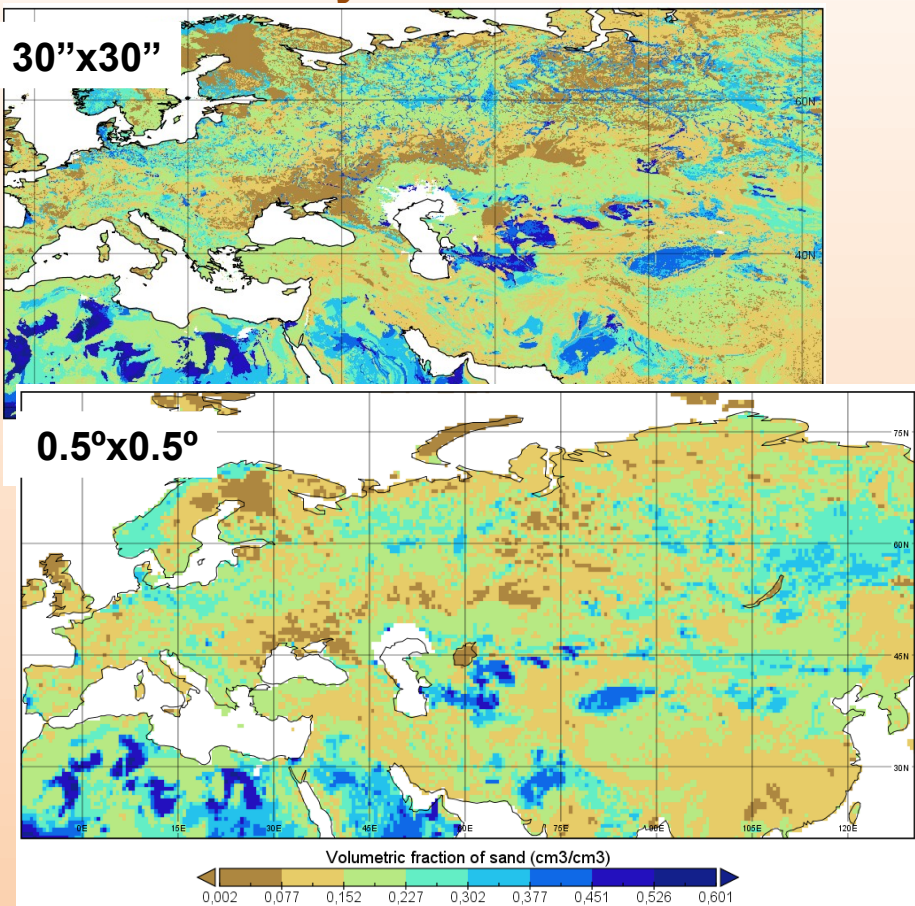 30”x30”
60N
40N
0.5ºx0.5º
75N
60N
45N
30N
0E 15E 30E 45E 60E 75E 90E 105E 120E
Volumetric fraction of sand (cm3/cm3)
0,002 0,077 0,152 0,227 0,302 0,377 0,451 0,526 0,601